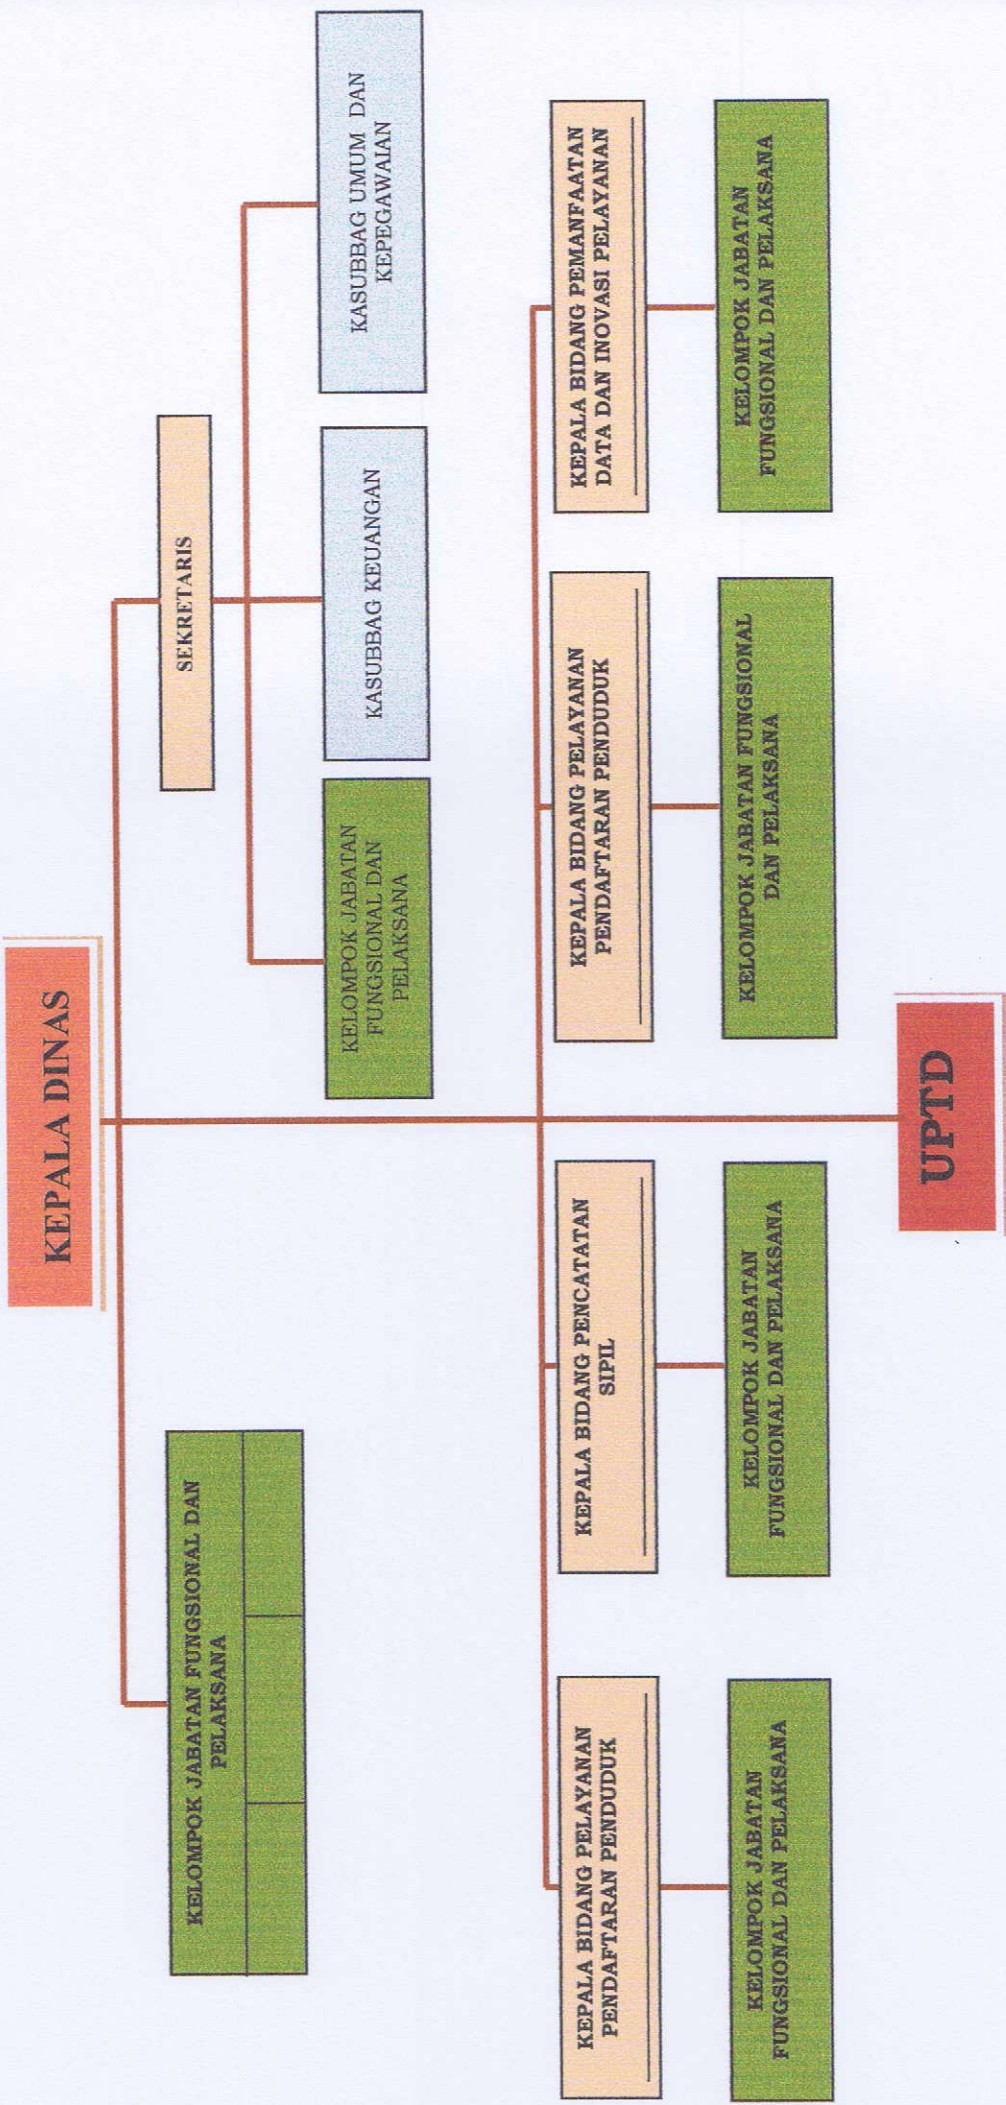 KEPALA DINAS
KELOMPOK JABATAN FUNGSIONAL DAN
PELAKSANA
SEKRETARIS
KELOMPOK JABATAN
FUNGSIONAL DAN
PELAKSANA
KASUBBAG KEUANGAN
KASUBBAG UMUM DAN
KEPEGAWAIAN
KEPALA BIDANG PELAYANAN
PENDAFTARAN PENDUDUK
KEPALA BIDANG PENCATATAN
SIPIL
KEPALA BIDANG PELAYANAN
PENDAFTARAN PENDUDUK
KEPALA BIDANG PEMANFAATAN
DATA DAN INOVASI PELAYANAN
KELOMPOK JABATAN
FUNGSIONAL DAN PELAKSANA
KELOMPOK JABATAN
FUNGSIONAL DAN PELAKSANA
KELOMPOK JABATAN FUNGSIONAL
DAN PELAKSANA
KELOMPOK JABATAN
FUNGSIONAL DAN PELAKSANA
UPTD